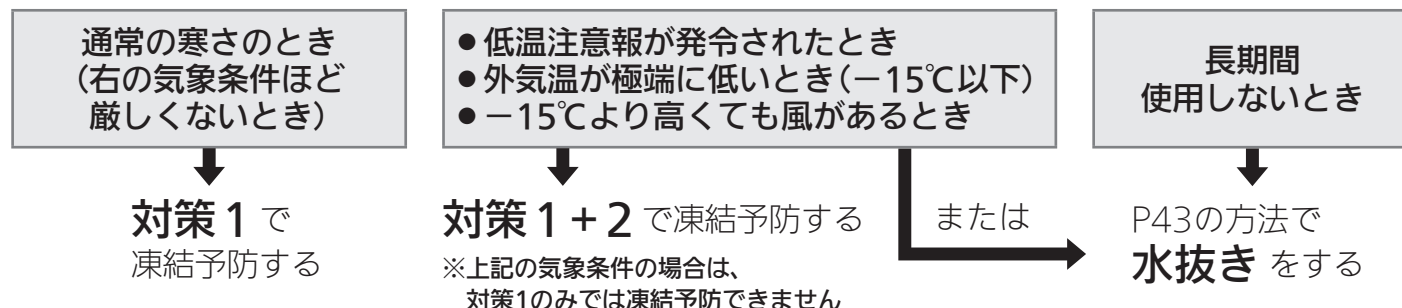 通常の寒さのとき
（右の気象条件ほど
厳しくないとき）
●低温注意報が発令されたとき
●外気温が極端に低いとき（－15℃以下）
●－15℃より高くても風があるとき
長期間
使用しないとき
対策1で
凍結予防する
対策1＋2で凍結予防する
※上記の気象条件の場合は、
対策1のみでは凍結予防できません
または
P43の方法で
水抜きをする